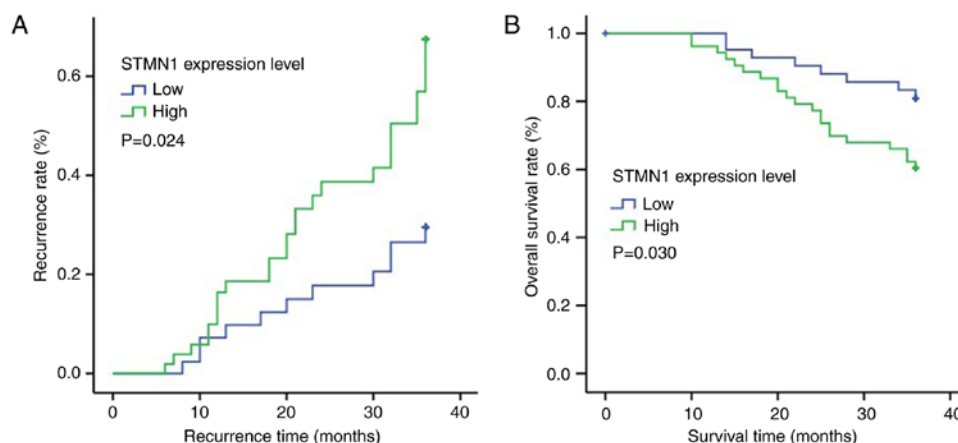 A
STMN1 expression level
Low
High
P=0.024
Recurrence rate (%)
0.6
0.4
0.2
0.0
0
10
20
30
40
Recurrence time (months)
B
Overall survival rate (%)
1.0
0.8
0.6
0.4
0.2
0.0
STMN1 expression level
Low
High
P=0.030
0
10
20
30
40
Survival time (months)